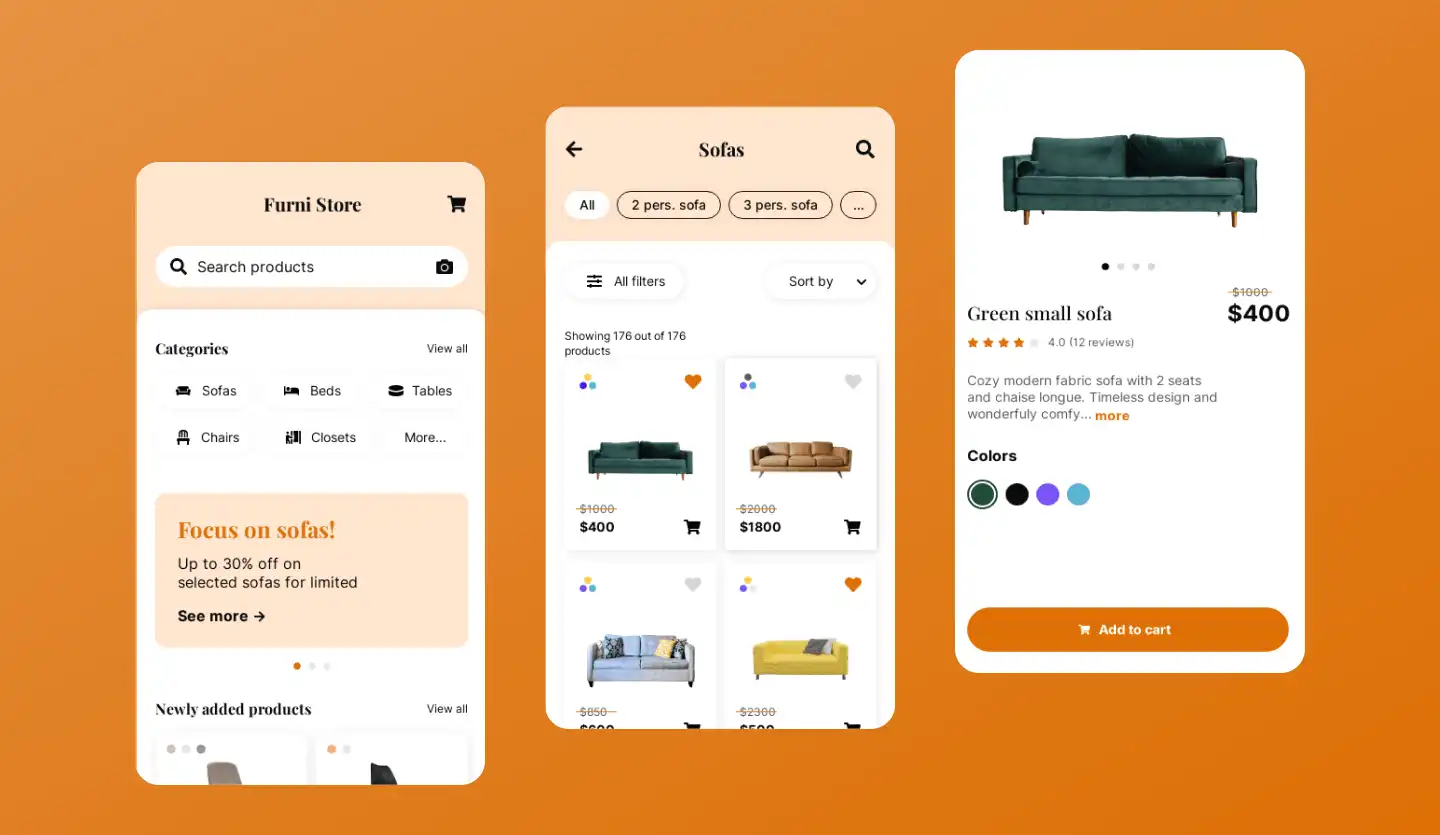 Furni Store
Search products
Categories
View all
Sofas
Beds
Tables
Chairs
Closets
More...
Focus on sofas!
Up to 30% off on
selected sofas for limited
See more →
Newly added products
View all
Sofas
All
2 pers. sofa
3 pers. sofa
...
All filters
Sort by
Showing 176 out of 176
products
$1000
$400
$2000
$1800
$850
$600
$2300
$500
$1000
Green small sofa
$400
4.0 (12 reviews)
Cozy modern fabric sofa with 2 seats
and chaise longue. Timeless design and
wonderfuly comfy... more
Colors
Add to cart